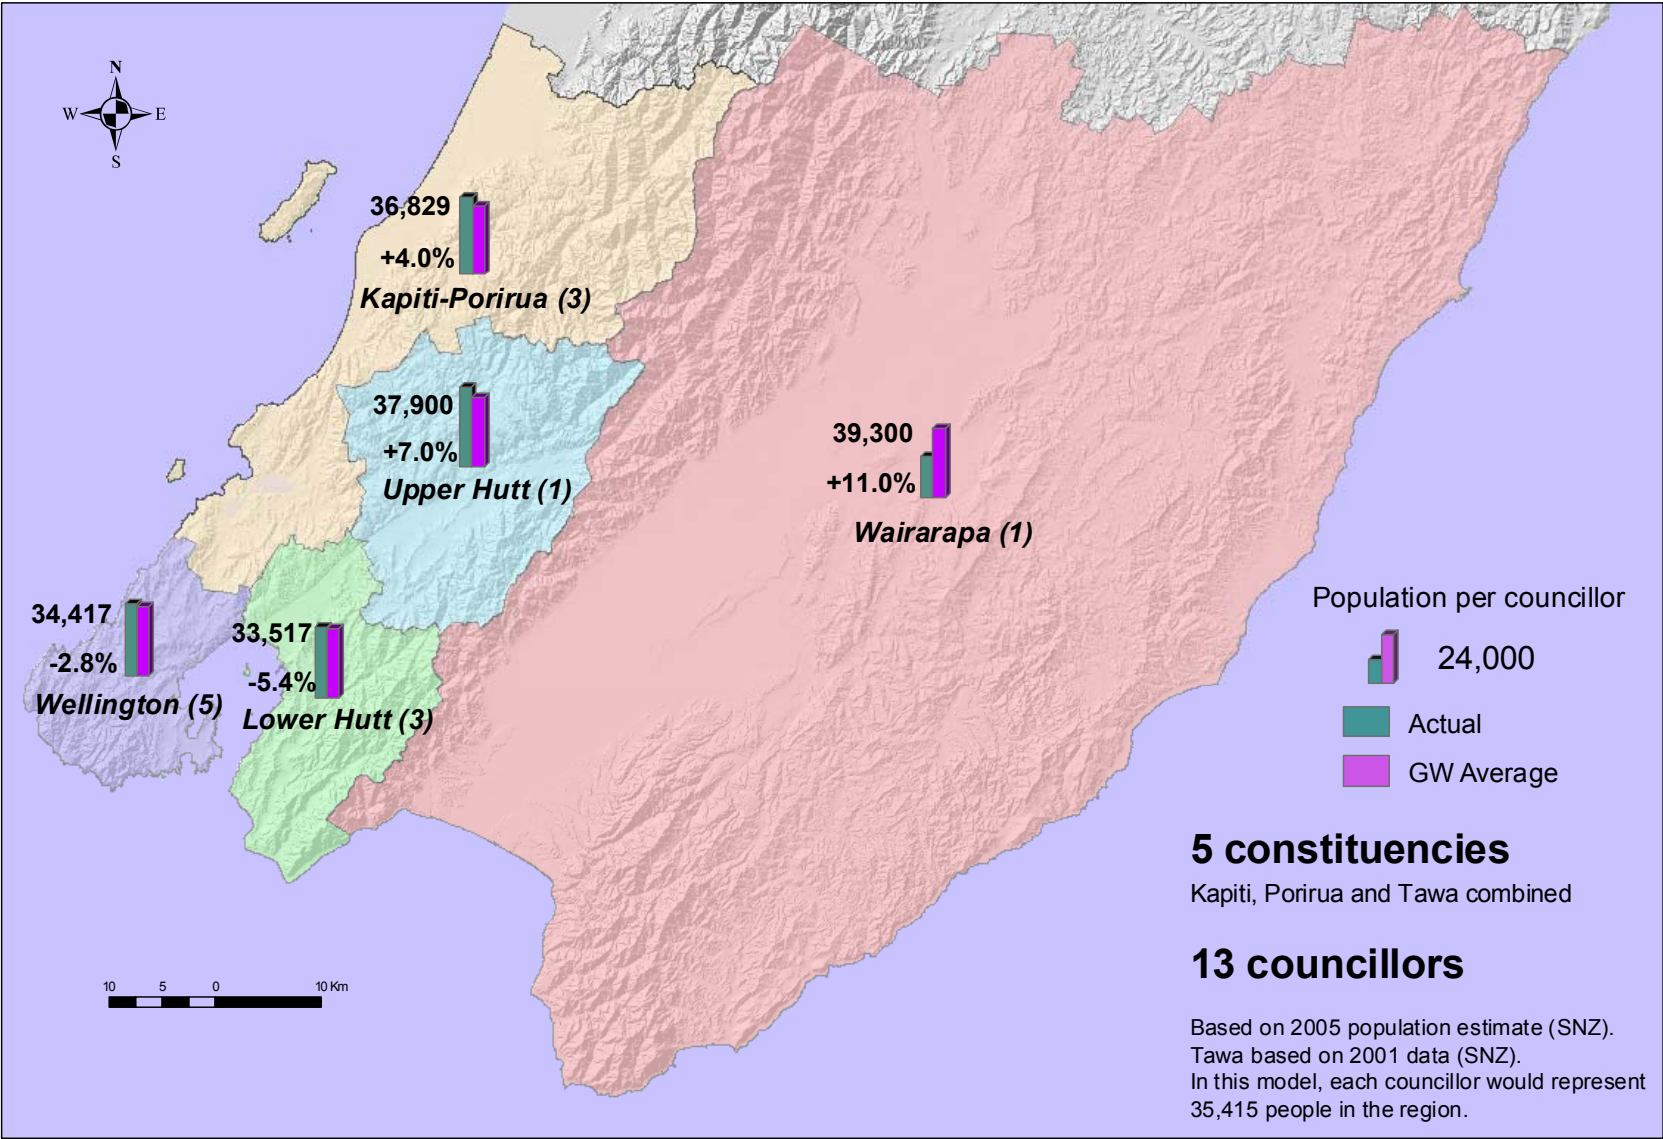 N
W E
S
36,829
+4.0%
Kapiti-Porirua (3)
37,900
+7.0%
Upper Hutt (1)
39,300
+11.0%
Wairarapa (1)
34,417
-2.8%
Wellington (5)
33,517
-5.4%
Lower Hutt (3)
Population per councillor
24,000
Actual
GW Average
5 constituencies
Kapiti, Porirua and Tawa combined
13 councillors
Based on 2005 population estimate (SNZ).
Tawa based on 2001 data (SNZ).
In this model, each councillor would represent
35,415 people in the region.
10 5 0 10 Km